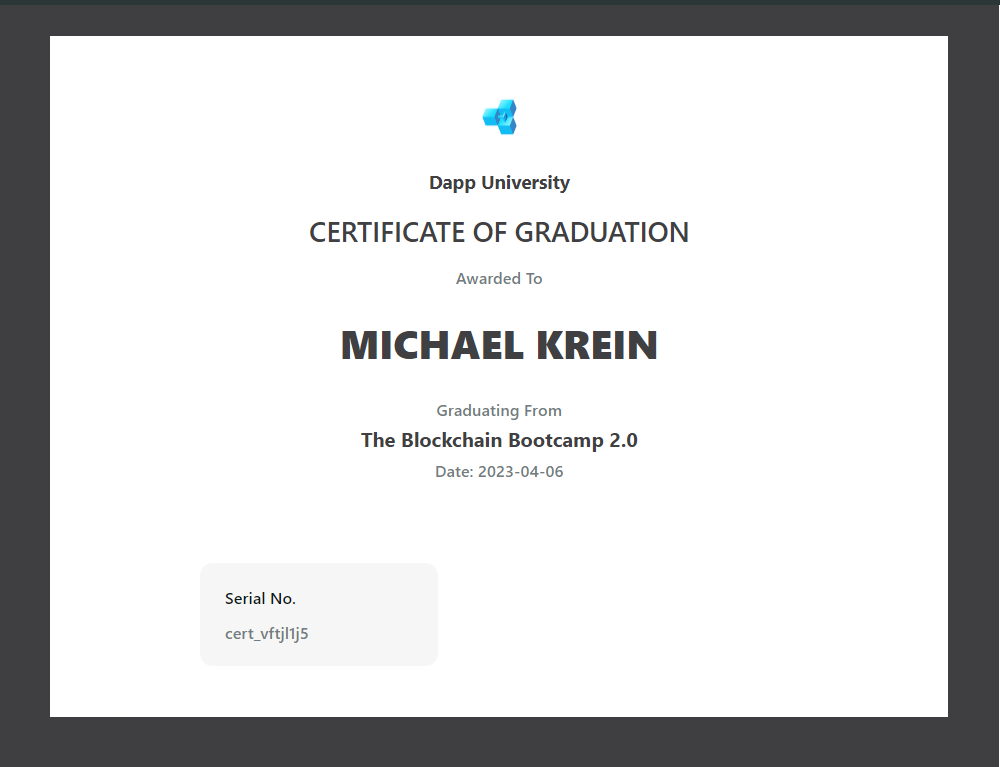 Dapp University
CERTIFICATE OF GRADUATION
Awarded To
MICHAEL KREIN
Graduating From
The Blockchain Bootcamp 2.0
Date: 2023-04-06
Serial No.
cert_vftjl1j5